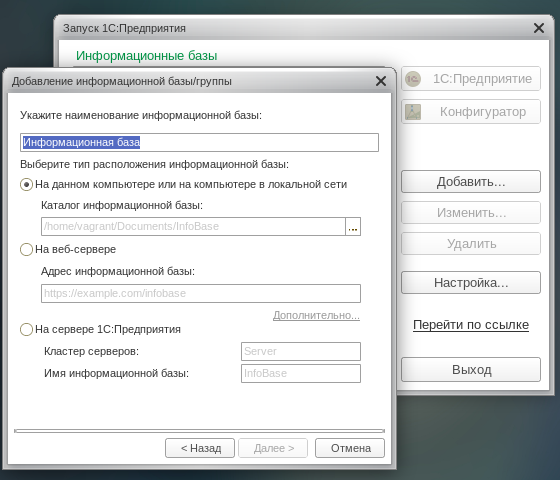 Запуск 1С:Предприятия
Информационные базы
1С:Предприятие
Конфигуратор
Добавить...
Изменить...
Удалить
Настройка...
Перейти по ссылке
Выход
Добавление информационной базы/группы
Укажите наименование информационной базы:
Информационная база
Выберите тип расположения информационной базы:
На данном компьютере или на компьютере в локальной сети
Каталог информационной базы:
/home/vagrant/Documents/InfoBase
...
На веб-сервере
Адрес информационной базы:
https://example.com/infobase
Дополнительно...
На сервере 1С:Предприятия
Кластер серверов:
Server
Имя информационной базы:
InfoBase
< Назад
Далее >
Отмена